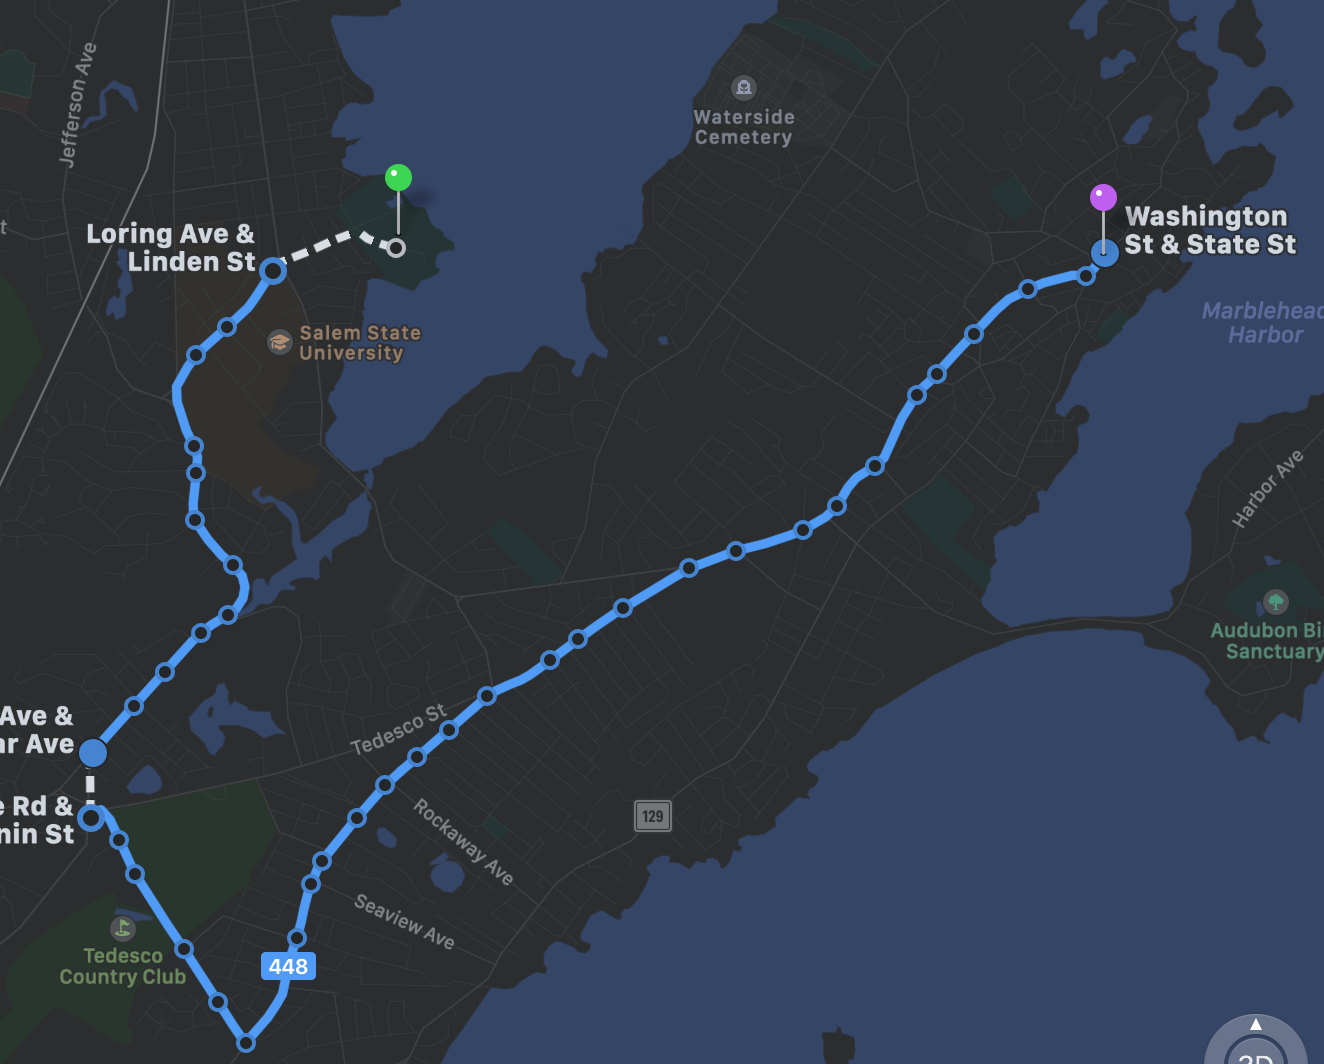 Jefferson Ave
Waterside
Cemetery
Loring Ave &
Linden St
Washington
St & State St
Marblehead
Harbor
Salem State
University
Harbor Ave
Audubon Bi
Sanctuary
Ave &
ar Ave
Tedesco St
e Rd &
nin St
129
Rockaway Ave
Seaview Ave
Tedesco
Country Club
448
3D